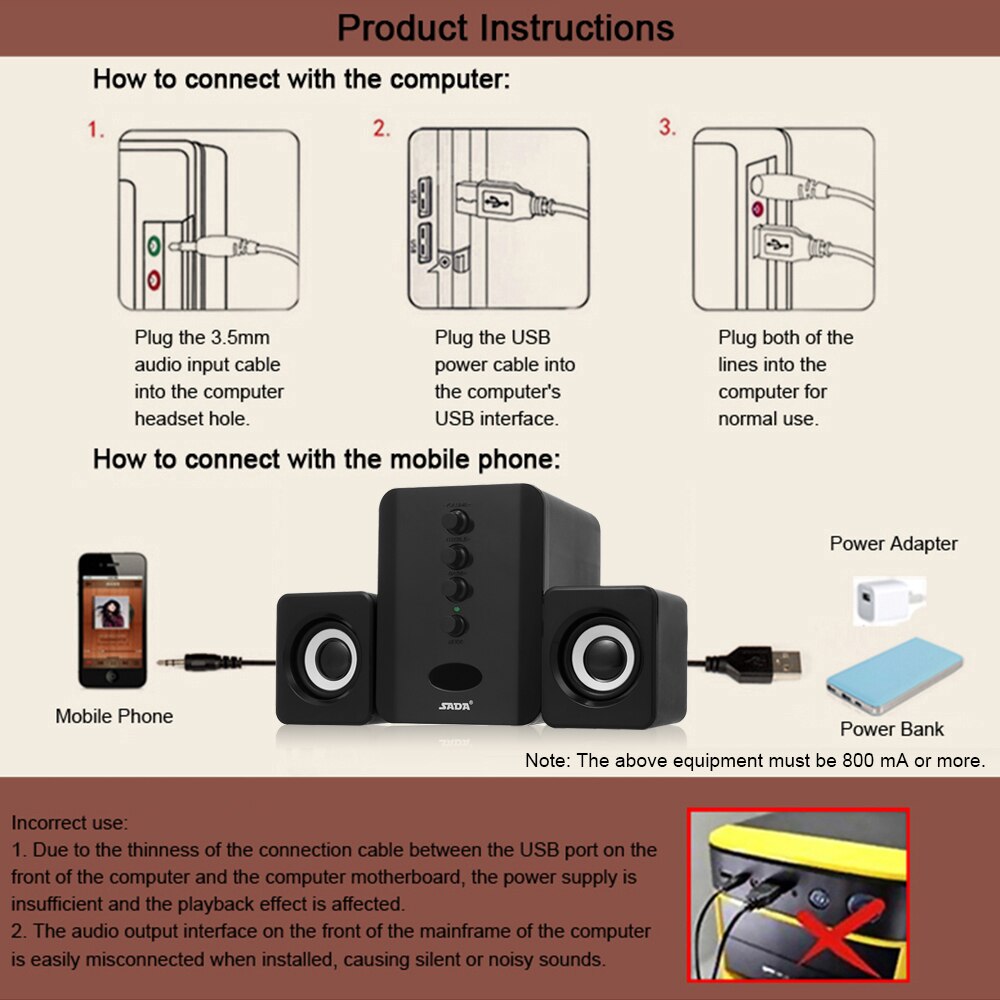 Product Instructions
How to connect with the computer:
1.
2.
3.
Plug the 3.5mm
audio input cable
into the computer
headset hole.
Plug the USB
power cable into
the computer's
USB interface.
Plug both of the
lines into the
computer for
normal use.
How to connect with the mobile phone:
Mobile Phone
SADA®
Power Adapter
Power Bank
Note: The above equipment must be 800 mA or more.
Incorrect use:
1. Due to the thinness of the connection cable between the USB port on the
front of the computer and the computer motherboard, the power supply is
insufficient and the playback effect is affected.
2. The audio output interface on the front of the mainframe of the computer
is easily misconnected when installed, causing silent or noisy sounds.